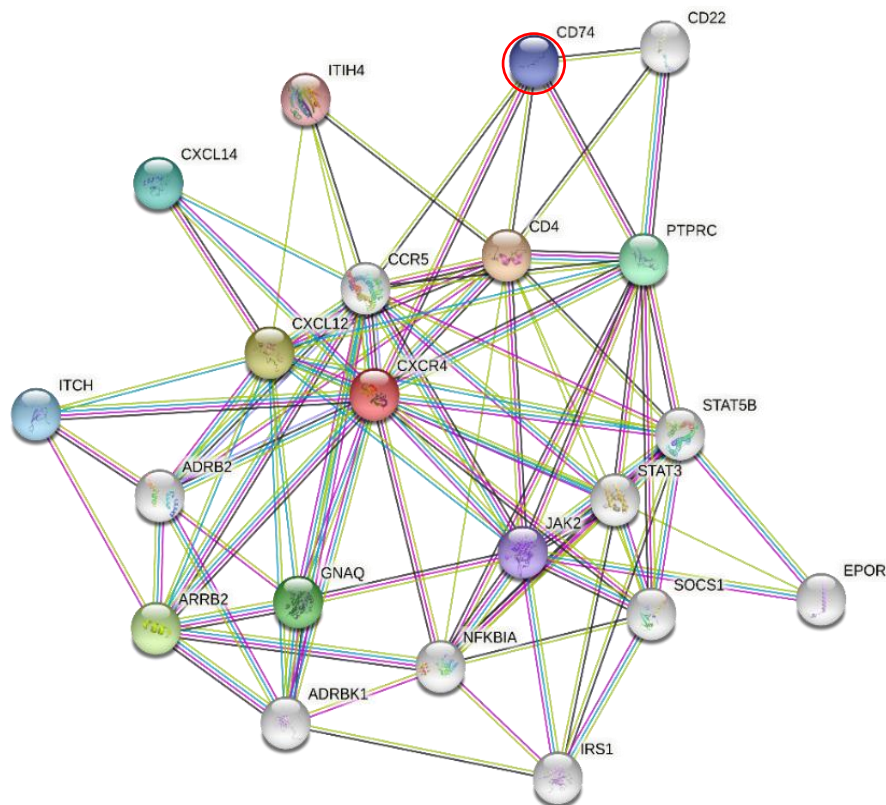 CD74
CD22
ITIH4
CXCL14
CD4
PTPRC
CCR5
CXCL12
CXCR4
ITCH
STAT5B
ADRB2
STAT3
JAK2
GNAQ
EPOR
SOCS1
ARRB2
NFKBIA
ADRBK1
IRS1